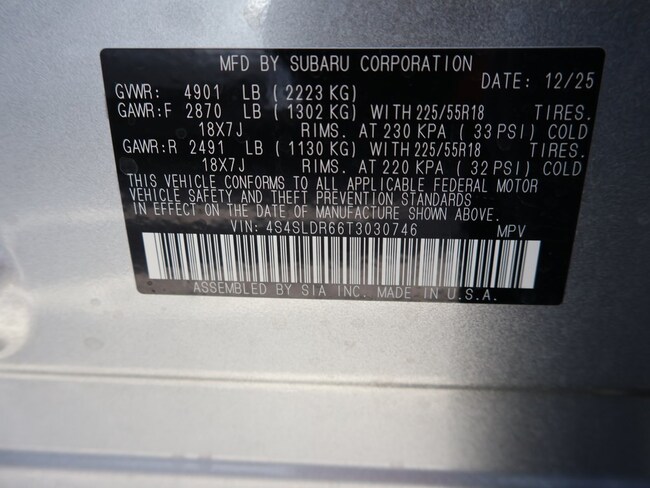 MFD BY SUBARU CORPORATION
DATE: 12/25
GVWR: 4901 LB ( 2223 KG)
GAWR:F 2870 LB ( 1302 KG) WITH 225/55R18 TIRES.
18X7J RIMS. AT 230 KPA ( 33 PSI) COLD
GAWR:R 2491 LB ( 1130 KG) WITH 225/55R18 TIRES.
18X7J RIMS. AT 220 KPA ( 32 PSI) COLD
THIS VEHICLE CONFORMS TO ALL APPLICABLE FEDERAL MOTOR
VEHICLE SAFETY AND THEFT PREVENTION STANDARDS
IN EFFECT ON THE DATE OF MANUFACTURE SHOWN ABOVE.
VIN: 4S4SLDR66T3030746 MPV
ASSEMBLED BY SIA INC. MADE IN U.S.A.